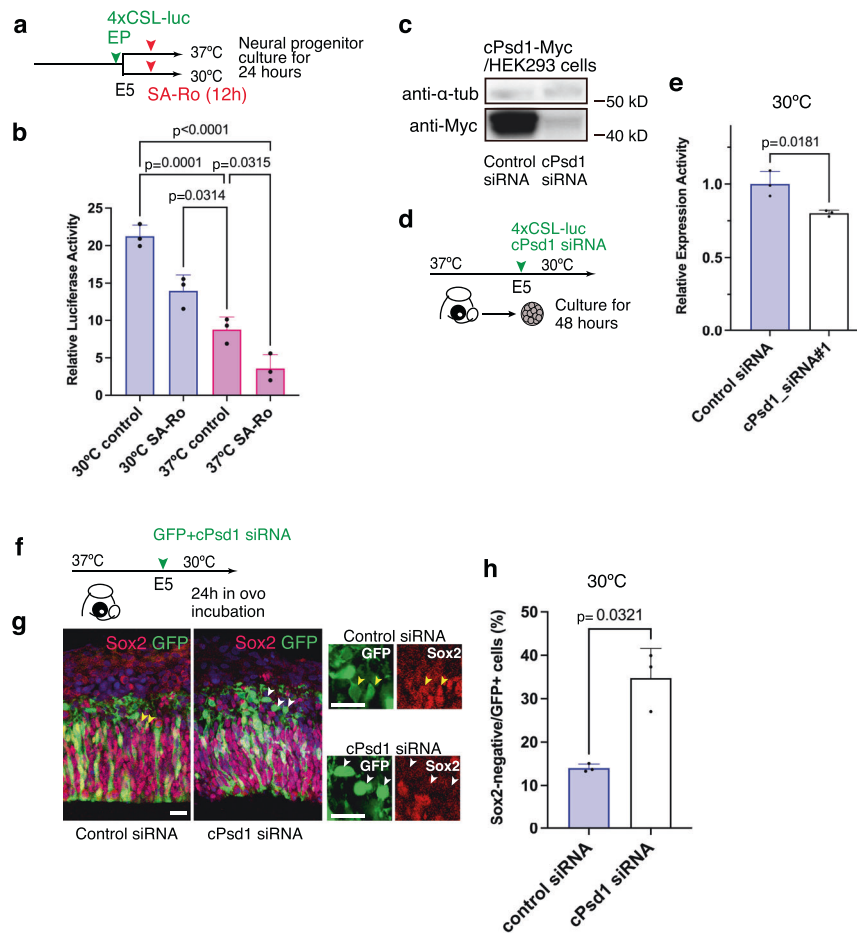 a
4xCSL-luc
EP
37ºC
30ºC
E5
SA-Ro (12h)
Neural progenitor
culture for
24 hours
b
p<0.0001
p=0.0001
p=0.0315
p=0.0314
Relative Luciferase Activity
25
20
15
10
5
0
30ºC control
30ºC SA-Ro
37ºC control
37ºC SA-Ro
c
cPsd1-Myc
/HEK293 cells
anti-α-tub
50 kD
anti-Myc
40 kD
Control
siRNA
cPsd1
siRNA
d
4xCSL-luc
cPsd1 siRNA
37ºC
30ºC
E5
Culture for
48 hours
e
30ºC
p=0.0181
Relative Expression Activity
1.0
0.5
0.0
Control siRNA
cPsd1_siRNA#1
f
GFP+cPsd1 siRNA
37ºC
30ºC
E5
24h in ovo
incubation
g
Sox2 GFP
Sox2 GFP
Control siRNA
cPsd1 siRNA
Control siRNA
GFP
Sox2
cPsd1 siRNA
GFP
Sox2
h
30ºC
p= 0.0321
Sox2-negative/GFP+ cells (%)
50
40
30
20
10
0
control siRNA
cPsd1 siRNA